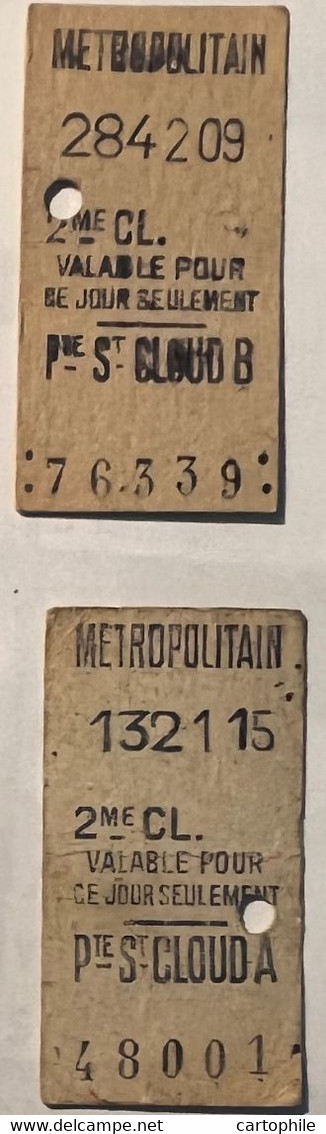 METROPOLITAIN
284209
2ME CL.
VALABLE POUR
CE JOUR SEULEMENT
PTE ST CLOUD B
:76339:
METROPOLITAIN
132115
2ME CL.
VALABLE POUR
CE JOUR SEULEMENT
PTE ST CLOUD A
48001
www.delcampe.net
cartophile